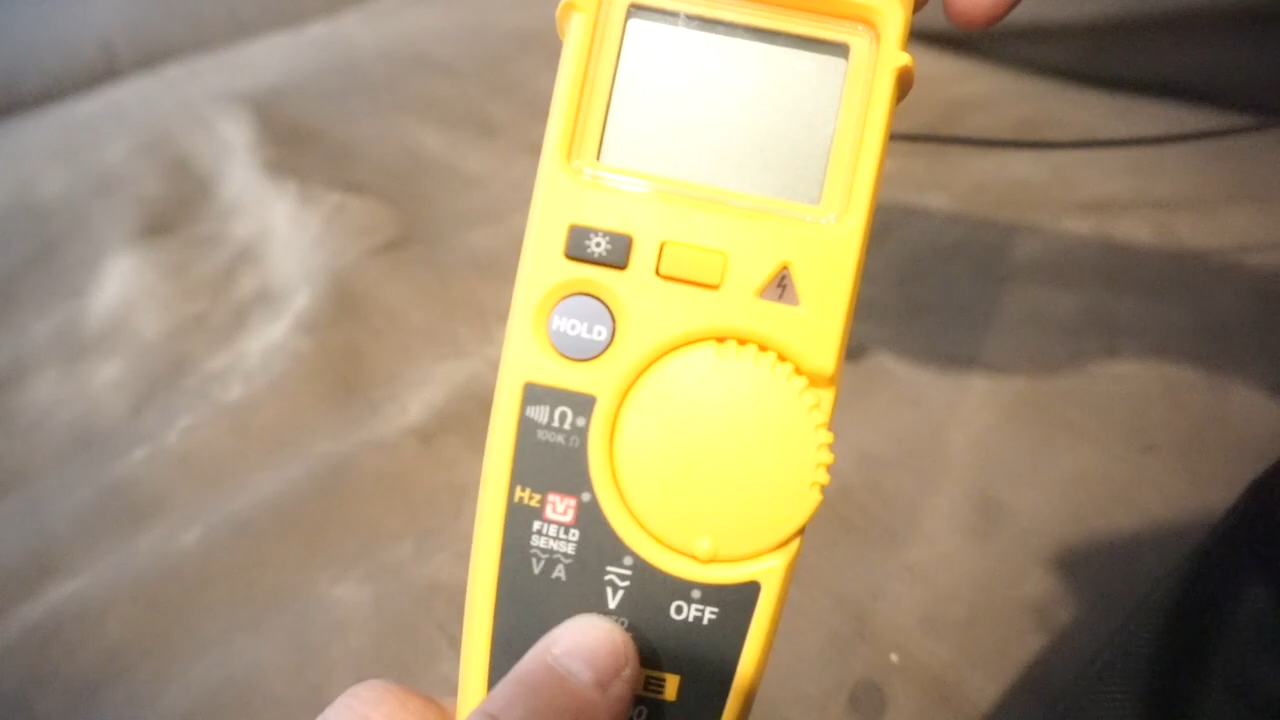 HOLD
Ω
100K Ω
Hz
FIELD
SENSE
V A
V
OFF
E